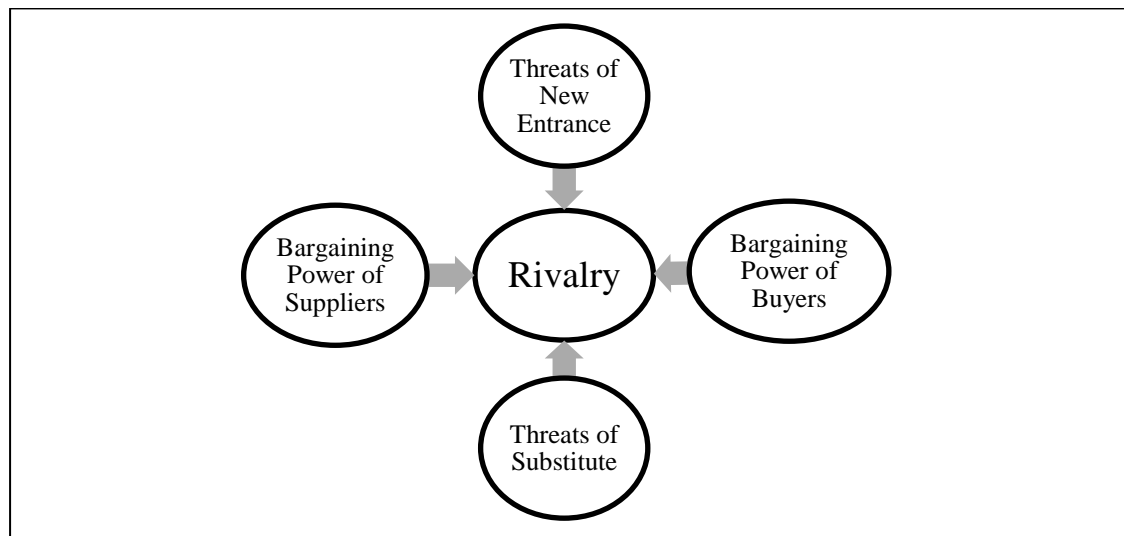 Threats of
New
Entrance
Bargaining
Power of
Suppliers
Rivalry
Bargaining
Power of
Buyers
Threats of
Substitute